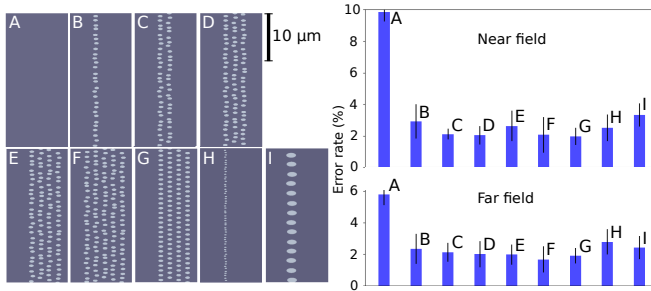 A B C D
10 µm
E F G H I
10
8
6
4
2
0
Near field
A
B
C
D
E
F
G
H
I
Error rate (%)
6
4
2
0
Far field
A
B
C
D
E
F
G
H
I